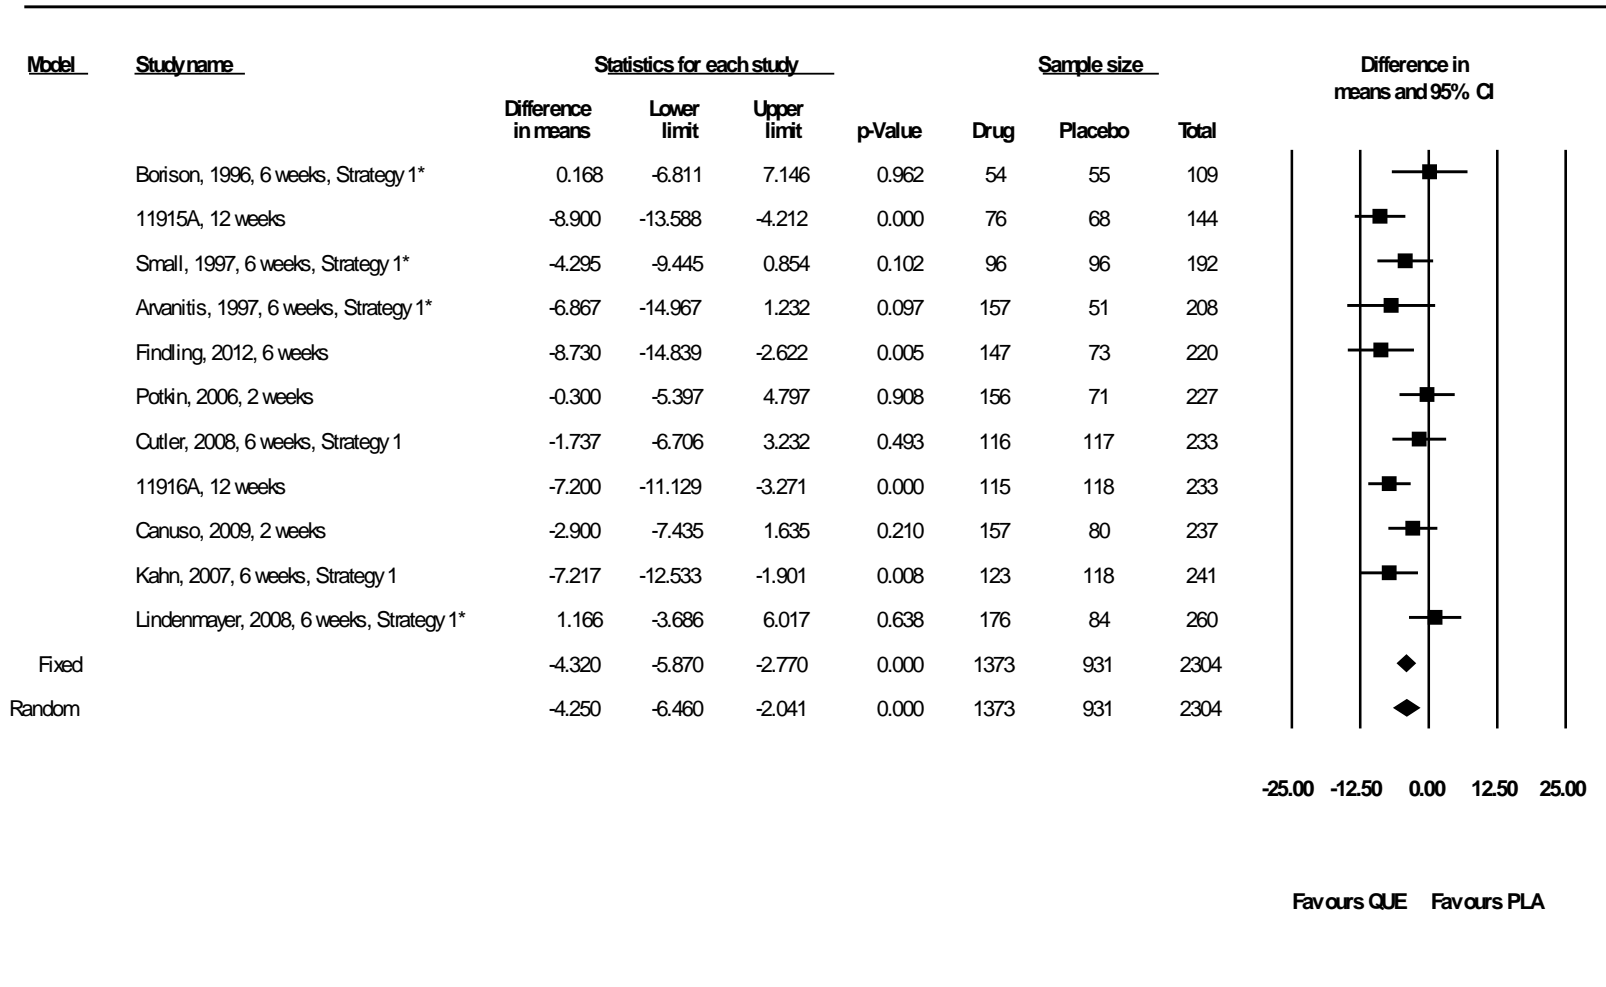 Model Study name Statistics for each study Sample size Difference in means and 95% CI
Difference in means Lower limit Upper limit p-Value Drug Placebo Total
Borison, 1996, 6 weeks, Strategy 1* 0.168 -6.811 7.146 0.962 54 55 109
11915A, 12 weeks -8.900 -13.588 -4.212 0.000 76 68 144
Small, 1997, 6 weeks, Strategy 1* -4.295 -9.445 0.854 0.102 96 96 192
Arvanitis, 1997, 6 weeks, Strategy 1* -6.867 -14.967 1.232 0.097 157 51 208
Findling, 2012, 6 weeks -8.730 -14.839 -2.622 0.005 147 73 220
Potkin, 2006, 2 weeks -0.300 -5.397 4.797 0.908 156 71 227
Cutler, 2008, 6 weeks, Strategy 1 -1.737 -6.706 3.232 0.493 116 117 233
11916A, 12 weeks -7.200 -11.129 -3.271 0.000 115 118 233
Canuso, 2009, 2 weeks -2.900 -7.435 1.635 0.210 157 80 237
Kahn, 2007, 6 weeks, Strategy 1 -7.217 -12.533 -1.901 0.008 123 118 241
Lindenmayer, 2008, 6 weeks, Strategy 1* 1.166 -3.686 6.017 0.638 176 84 260
Fixed -4.320 -5.870 -2.770 0.000 1373 931 2304
Random -4.250 -6.460 -2.041 0.000 1373 931 2304
-25.00 -12.50 0.00 12.50 25.00
Favours QUE Favours PLA